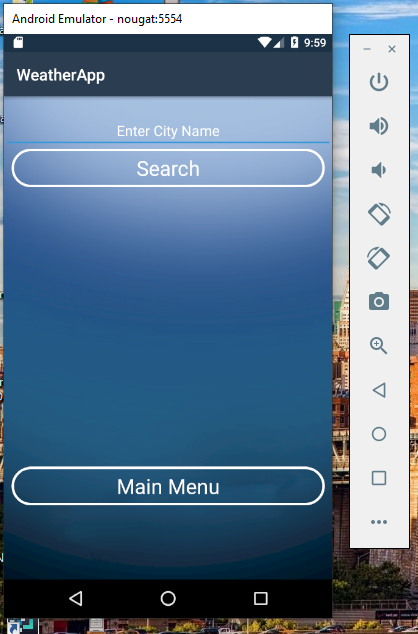 Android Emulator - nougat:5554
9:59
WeatherApp
Enter City Name
Search
Main Menu